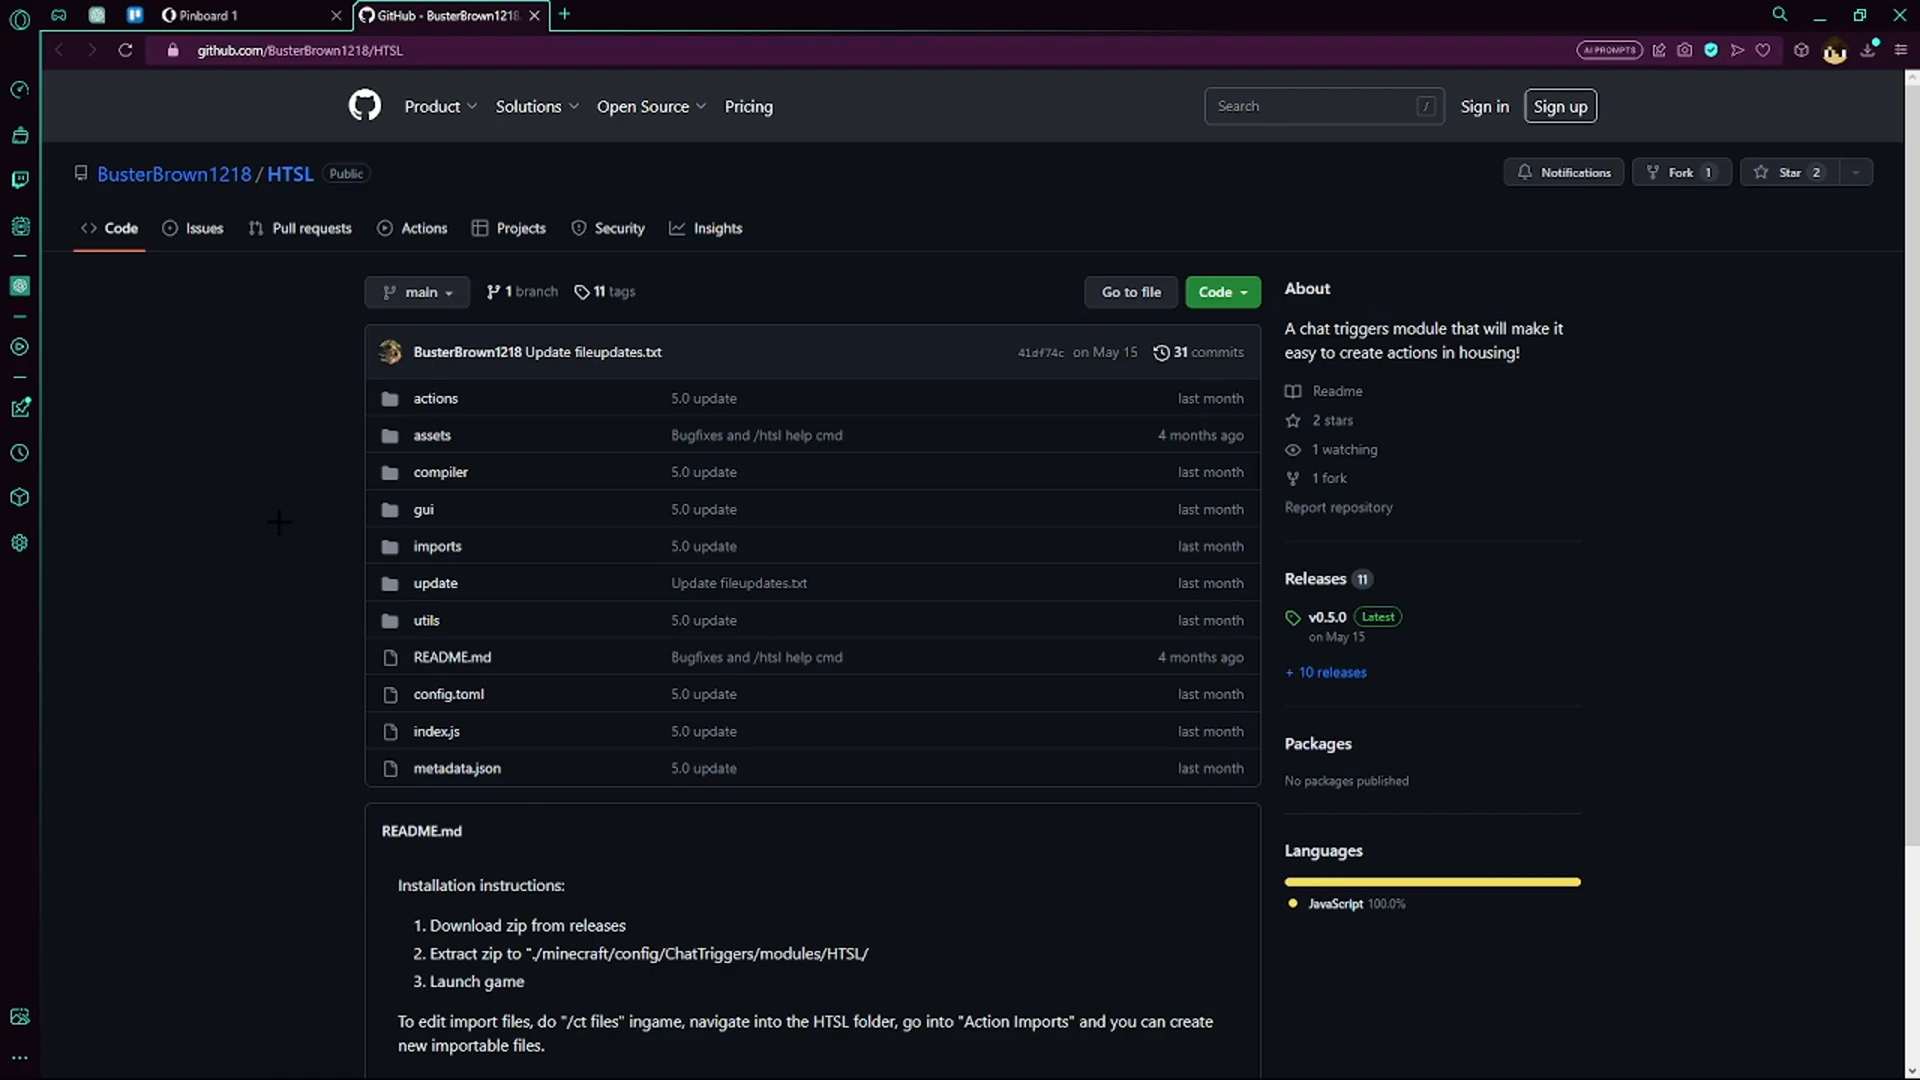 Pinboard 1
GitHub - BusterBrown1218
github.com/BusterBrown1218/HTSL
AI PROMPTS
Product
Solutions
Open Source
Pricing
Search
/
Sign in
Sign up
BusterBrown1218 / HTSL
Public
Notifications
Fork 1
Star 2
Code
Issues
Pull requests
Actions
Projects
Security
Insights
main
1 branch
11 tags
Go to file
Code
BusterBrown1218 Update fileupdates.txt
41df74c on May 15
31 commits
actions 5.0 update last month
assets Bugfixes and /htsl help cmd 4 months ago
compiler 5.0 update last month
gui 5.0 update last month
imports 5.0 update last month
update Update fileupdates.txt last month
utils 5.0 update last month
README.md Bugfixes and /htsl help cmd 4 months ago
config.toml 5.0 update last month
index.js 5.0 update last month
metadata.json 5.0 update last month
README.md
Installation instructions:
1. Download zip from releases
2. Extract zip to "./minecraft/config/ChatTriggers/modules/HTSL/
3. Launch game
To edit import files, do "/ct files" ingame, navigate into the HTSL folder, go into "Action Imports" and you can create
new importable files.
About
A chat triggers module that will make it
easy to create actions in housing!
Readme
2 stars
1 watching
1 fork
Report repository
Releases 11
v0.5.0 Latest
on May 15
+ 10 releases
Packages
No packages published
Languages
JavaScript 100.0%